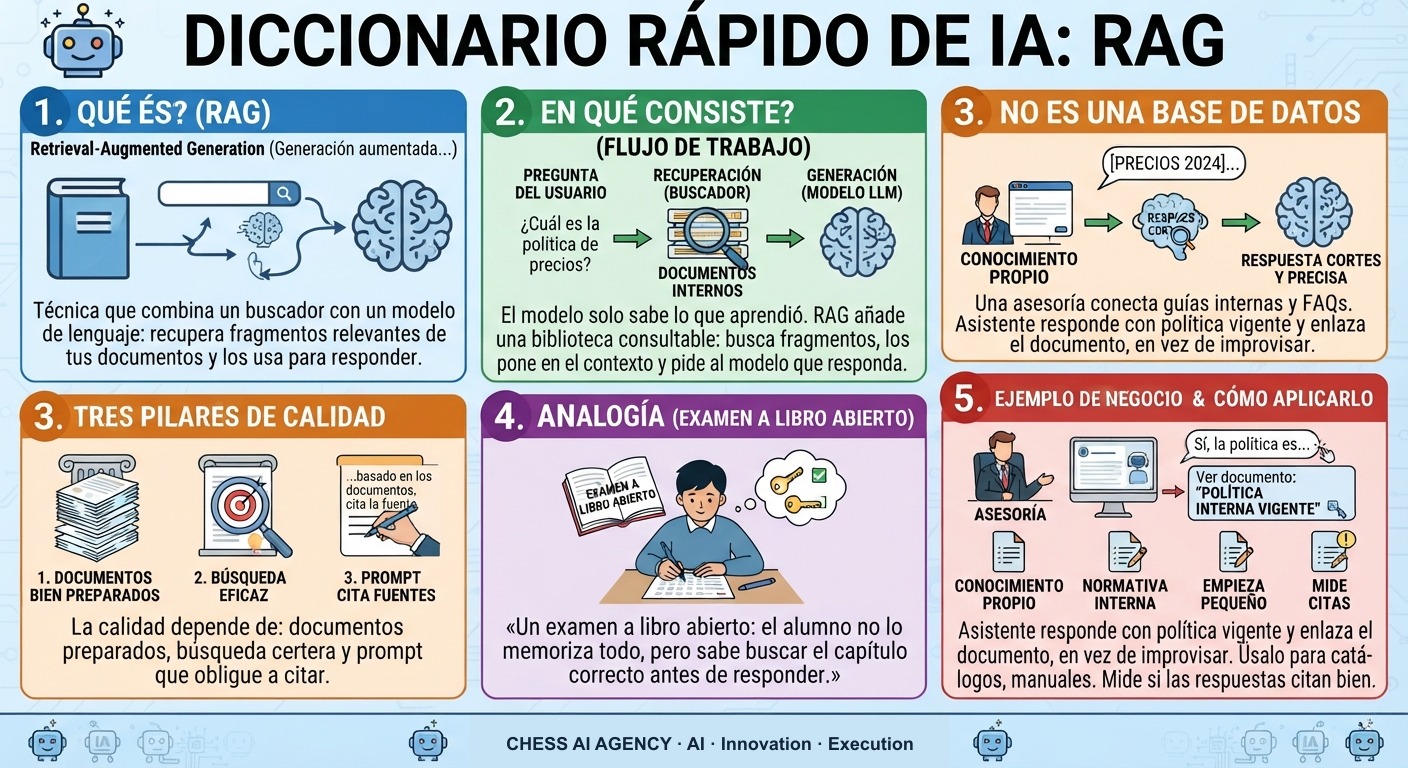 DICCIONARIO RÁPIDO DE IA: RAG
1. QUÉ ÉS? (RAG)
Retrieval-Augmented Generation (Generación aumentada...)
Técnica que combina un buscador con un modelo
de lenguaje: recupera fragmentos relevantes de
tus documentos y los usa para responder.
2. EN QUÉ CONSISTE?
(FLUJO DE TRABAJO)
PREGUNTA
DEL USUARIO
¿Cuál es la
política de
precios?
RECUPERACIÓN
(BUSCADOR)
DOCUMENTOS
INTERNOS
GENERACIÓN
(MODELO LLM)
El modelo solo sabe lo que aprendió. RAG añade
una biblioteca consultable: busca fragmentos, los
pone en el contexto y pide al modelo que responda.
3. NO ES UNA BASE DE DATOS
[PRECIOS 2024]...
CONOCIMIENTO
PROPIO
RESPUESTA CORTES
Y PRECISA
Una asesoría conecta guías internas y FAQs.
Asistente responde con política vigente y enlaza
el documento, en vez de improvisar.
3. TRES PILARES DE CALIDAD
...basado en los
documentos,
cita la fuente
1. DOCUMENTOS
BIEN PREPARADOS
2. BÚSQUEDA
EFICAZ
3. PROMPT
CITA FUENTES
La calidad depende de: documentos
preparados, búsqueda certera y prompt
que obligue a citar.
4. ANALOGÍA (EXAMEN A LIBRO ABIERTO)
EXAMEN A
LIBRO ABIERTO
«Un examen a libro abierto: el alumno no lo
memoriza todo, pero sabe buscar el capítulo
correcto antes de responder.»
5. EJEMPLO DE NEGOCIO & CÓMO APLICARLO
Sí, la política es...
Ver documento:
"POLÍTICA
INTERNA VIGENTE"
ASESORÍA
CONOCIMIENTO
PROPIO
NORMATIVA
INTERNA
EMPIEZA
PEQUEÑO
MIDE
CITAS
Asistente responde con política vigente y enlaza el
documento, en vez de improvisar. Úsalo para catá-
logos, manuales. Mide si las respuestas citan bien.
IA
CHESS AI AGENCY · AI · Innovation · Execution
IA